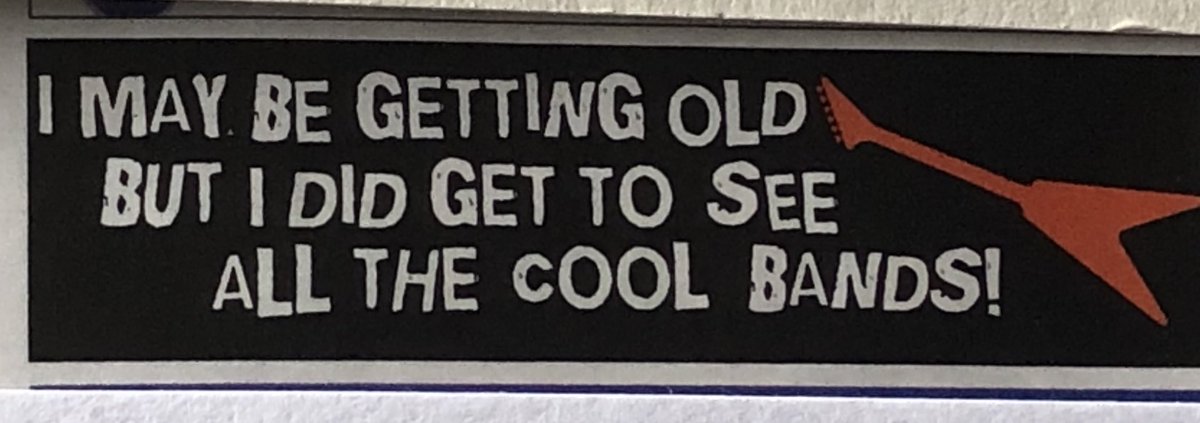 I MAY BE GETTING OLD
BUT I DID GET TO SEE
ALL THE COOL BANDS!